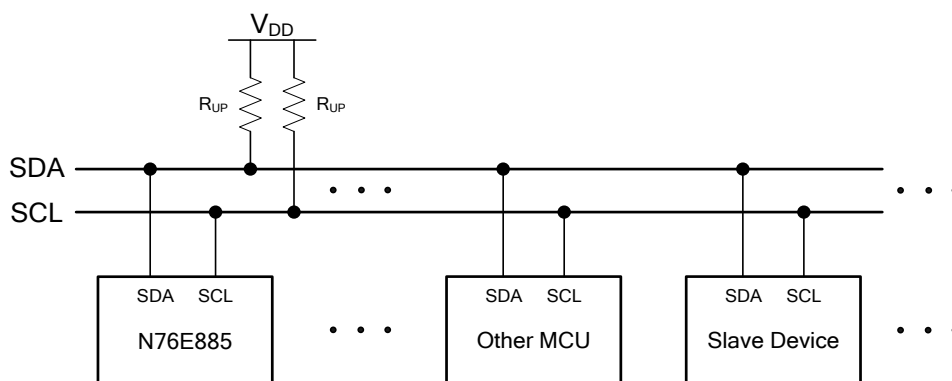 VDD
RUP RUP
SDA
SCL
SDA SCL SDA SCL SDA SCL
N76E885 Other MCU Slave Device